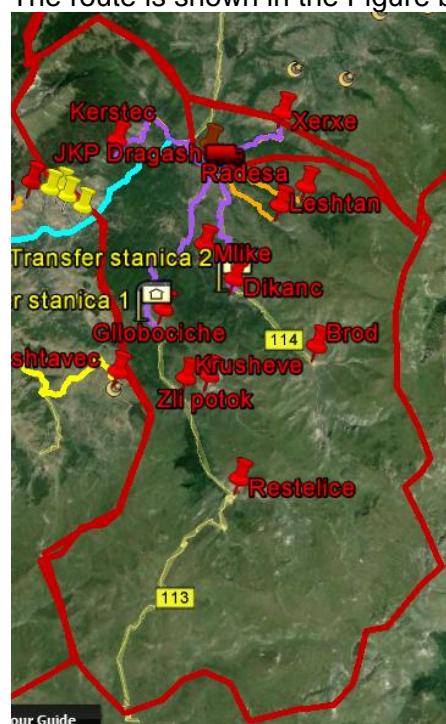 The route is shown in the Figure b
Kerstec
Xerxe
JKP Dragash
Radesa
Leshtan
Transfer stanica 2
Mlike
Dikanc
r stanica 1
Gllobociche
114
Brod
shtavec
Krusheve
Zli potok
Restelice
113
our Guide